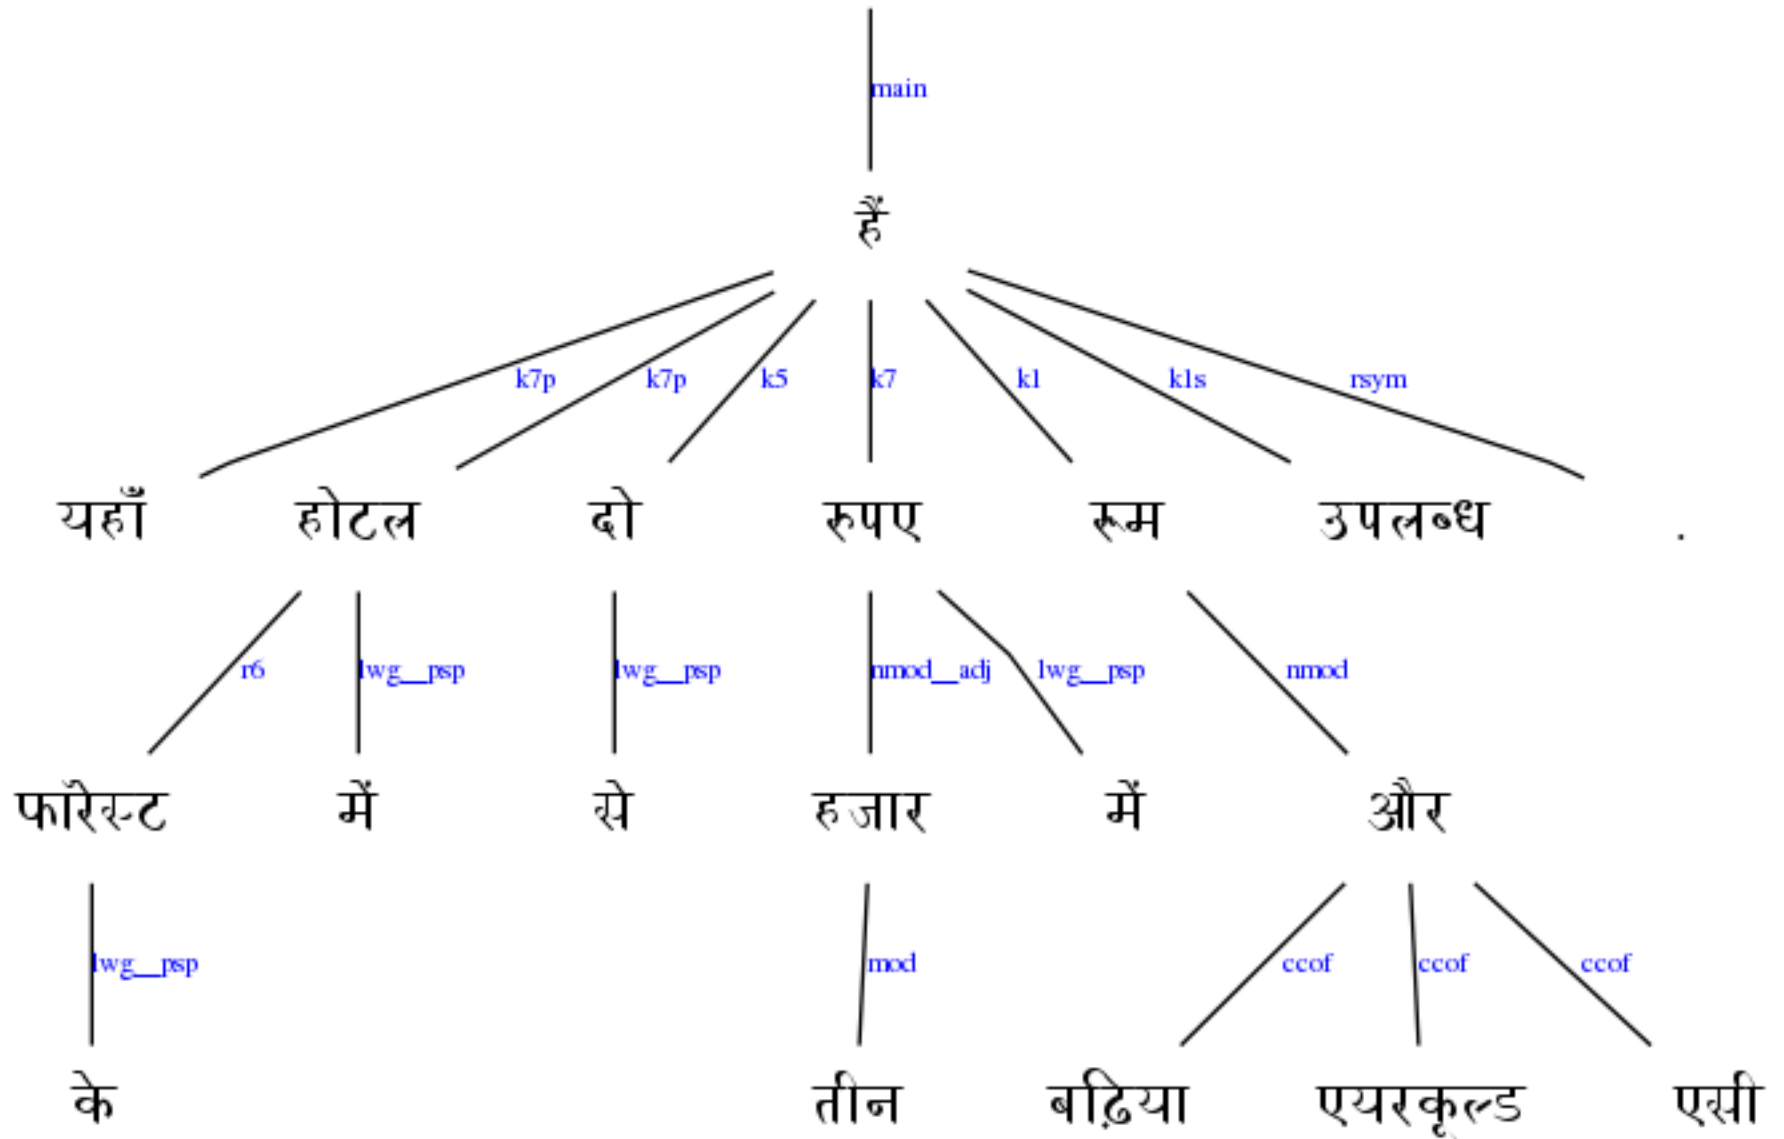 main
हैं
k7p k7p k5 k7 k1 k1s rsym
यहाँ होटल दो रुपए रूम उपलब्ध .
r6 lwg__psp lwg__psp nmod__adj lwg__psp nmod
फॉरेस्ट में से हजार में और
lwg__psp mod ccof ccof ccof
के तीन बढ़िया एयरकूल्ड एसी